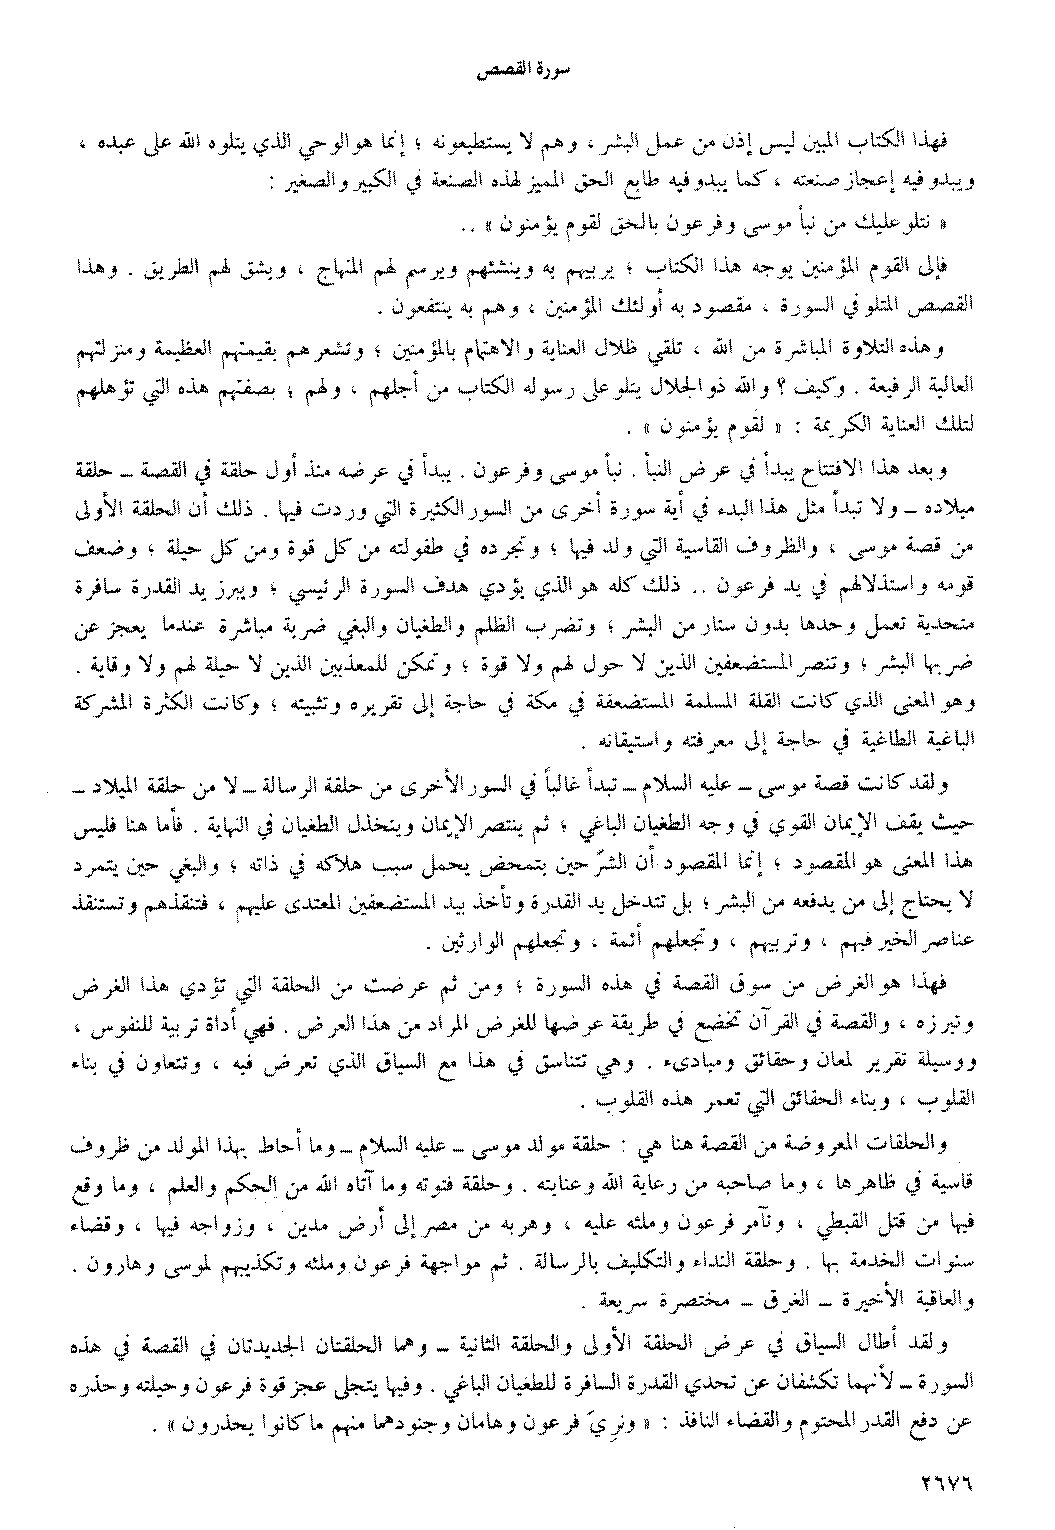 سورة القصص
فهذا الكتاب المبين ليس إذن من عمل البشر ، وهم لا يستطيعونه ؛ إنما هو الوحي الذي يتلوه الله على عبده ،
ويبدو فيه إعجاز صنعته ، كما يبدو فيه طابع الحق المميز لهذه الصنعة في الكبير والصغير :
« نتلو عليك من نبأ موسى وفرعون بالحق لقوم يؤمنون » ..
فإلى القوم المؤمنين يوجه هذا الكتاب ؛ يربيهم به وينشئهم ويرسم لهم المنهاج ، ويشق لهم الطريق . وهذا
القصص المتلو في السورة ، مقصود به أولئك المؤمنين ، وهم به ينتفعون .
وهذه التلاوة المباشرة من الله ، تلقي ظلال العناية والاهتمام بالمؤمنين ؛ وتشعرهم بقيمتهم العظيمة ومنزلتهم
العالية الرفيعة . وكيف ؟ والله ذو الجلال يتلو على رسوله الكتاب من أجلهم ، ولهم ؛ بصفتهم هذه التي تؤهلهم
لتلك العناية الكريمة : « لقوم يؤمنون » .
وبعد هذا الافتتاح يبدأ في عرض النبأ . نبأ موسى وفرعون . يبدأ في عرضه منذ أول حلقة في القصة – حلقة
ميلاده – ولا تبدأ مثل هذا البدء في أية سورة أخرى من السور الكثيرة التي وردت فيها . ذلك أن الحلقة الأولى
من قصة موسى ، والظروف القاسية التي ولد فيها ؛ وتجرده في طفولته من كل قوة ومن كل حيلة ؛ وضعف
قومه واستذلالهم في يد فرعون .. ذلك كله هو الذي يؤدي هدف السورة الرئيسي ؛ ويبرز يد القدرة سافرة
متحدية تعمل وحدها بدون ستار من البشر ؛ وتضرب الظلم والطغيان والبغي ضربة مباشرة عندما يعجز عن
ضربها البشر ؛ وتنصر المستضعفين الذين لا حول لهم ولا قوة ؛ وتمكن للمعذبين الذين لا حيلة لهم ولا وقاية .
وهو المعنى الذي كانت القلة المسلمة المستضعفة في مكة في حاجة إلى تقريره وتثبيته ؛ وكانت الكثرة المشركة
الباغية الطاغية في حاجة إلى معرفته واستيقانه .
ولقد كانت قصة موسى – عليه السلام – تبدأ غالباً في السور الأخرى من حلقة الرسالة – لا من حلقة الميلاد –
حيث يقف الإيمان القوي في وجه الطغيان الباغي ؛ ثم ينتصر الإيمان وينخذل الطغيان في النهاية . فأما هنا فليس
هذا المعنى هو المقصود ؛ إنما المقصود أن الشرّ حين يتمحض يحمل سبب هلاكه في ذاته ؛ والبغي حين يتمرد
لا يحتاج إلى من يدفعه من البشر ؛ بل تتدخل يد القدرة وتأخذ بيد المستضعفين المعتدى عليهم ، فتنقذهم وتستنقذ
عناصر الخير فيهم ، وتربيهم ، وتجعلهم أئمة ، وتجعلهم الوارثين .
فهذا هو الغرض من سوق القصة في هذه السورة ؛ ومن ثم عرضت من الحلقة التي تؤدي هذا الغرض
وتبرزه ، والقصة في القرآن تخضع في طريقة عرضها للغرض المراد من هذا العرض . فهي أداة تربية للنفوس ،
ووسيلة تقرير لمعان وحقائق ومبادىء . وهي تتناسق في هذا مع السياق الذي تعرض فيه ، وتتعاون في بناء
القلوب ، وبناء الحقائق التي تعمر هذه القلوب .
والحلقات المعروضة من القصة هنا هي : حلقة مولد موسى – عليه السلام – وما أحاط بهذا المولد من ظروف
قاسية في ظاهرها ، وما صاحبه من رعاية الله وعنايته . وحلقة فتوته وما آتاه الله من الحكم والعلم ، وما وقع
فيها من قتل القبطي ، وتآمر فرعون وملئه عليه ، وهربه من مصر إلى أرض مدين ، وزواجه فيها ، وقضاء
سنوات الخدمة بها . وحلقة النداء والتكليف بالرسالة . ثم مواجهة فرعون وملئه وتكذيبهم لموسى وهارون .
والعاقبة الأخيرة – الغرق – مختصرة سريعة .
ولقد أطال السياق في عرض الحلقة الأولى والحلقة الثانية – وهما الحلقتان الجديدتان في القصة في هذه
السورة – لأنهما تكشفان عن تحدي القدرة السافرة للطغيان الباغي . وفيها يتجلى عجز قوة فرعون وحيلته وحذره
عن دفع القدر المحتوم والقضاء النافذ : « ونريَ فرعون وهامان وجنودهما منهم ما كانوا يحذرون » .
٢٦٧٦